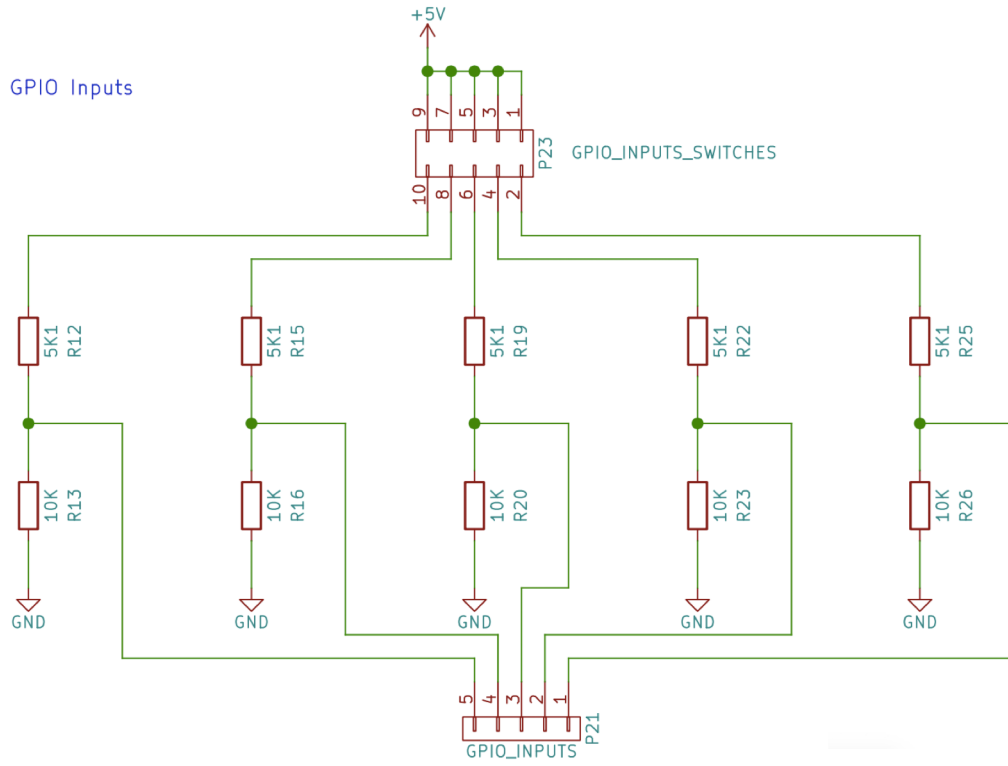 +5V
GPIO Inputs
9 7 5 3 1
P23
GPIO_INPUTS_SWITCHES
10 8 6 4 2
5K1 R12
5K1 R15
5K1 R19
5K1 R22
5K1 R25
10K R13
10K R16
10K R20
10K R23
10K R26
GND GND GND GND GND
5 4 3 2 1
P21
GPIO_INPUTS